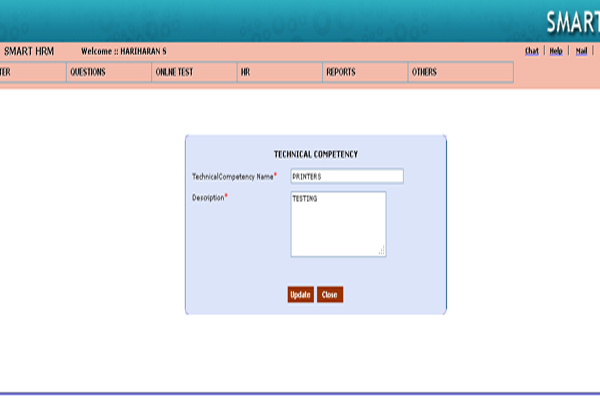 SMART
SMART HRM Welcome :: HARIHARAN S Chat | Help | Mail |
TER QUESTIONS ONLINE TEST HR REPORTS OTHERS
TECHNICAL COMPETENCY
TechnicalCompetency Name* PRINTERS
Description* TESTING
Update Close